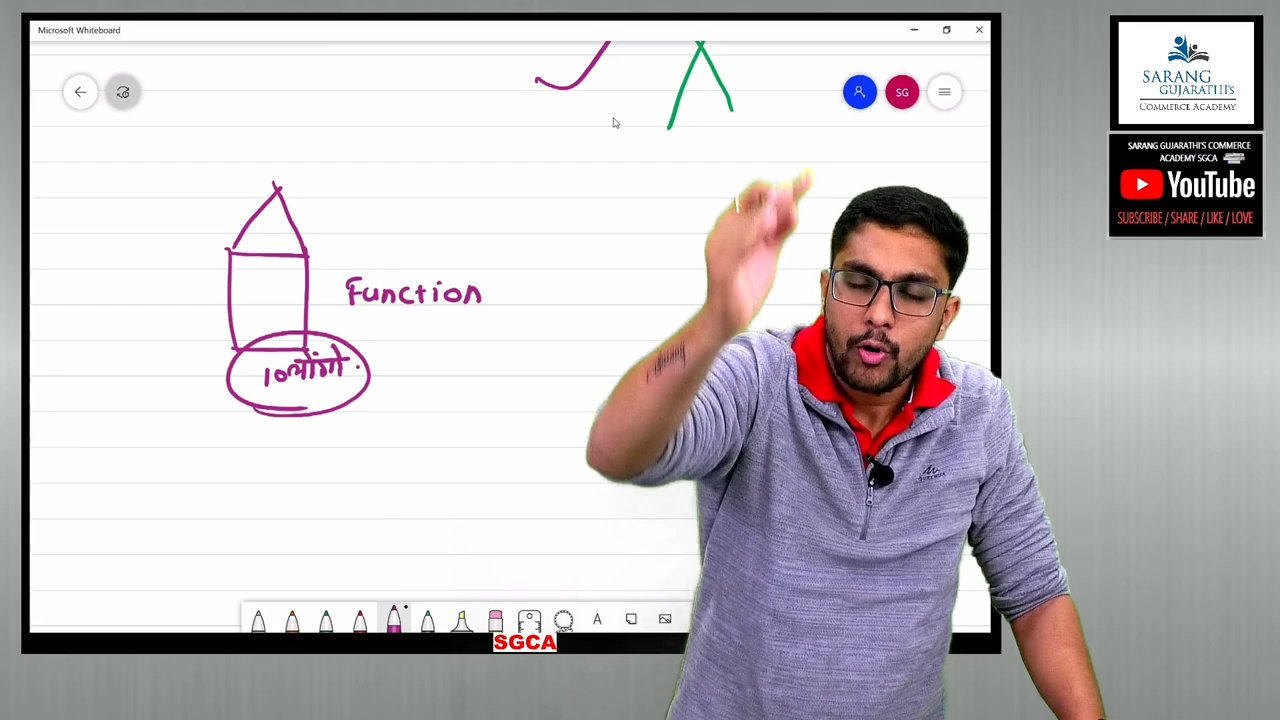 Microsoft Whiteboard
SG
SARANG
GUJARATHI'S
COMMERCE ACADEMY
SARANG GUJARATHI'S COMMERCE
ACADEMY SGCA
YouTube
SUBSCRIBE / SHARE / LIKE / LOVE
Function
10
SGCA